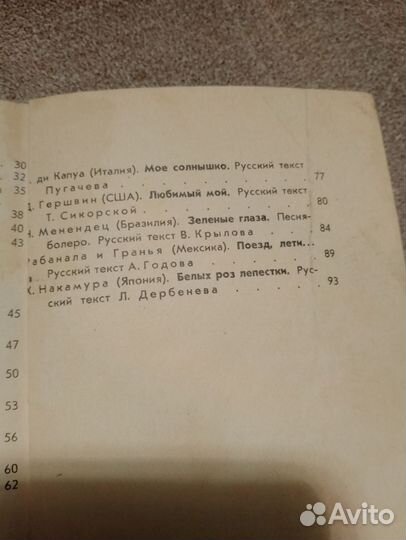 30
32
35
38
40
43
45
47
50
53
56
60
62
ди Капуа (Италия). Мое солнышко. Русский текст
Пугачева . . . . . . . . 77
Гершвин (США). Любимый мой. Русский текст
Т. Сикорской . . . . . . . 80
Менендец (Бразилия). Зеленые глаза. Песня-
болеро. Русский текст В. Крылова . . . 84
Рабанала и Гранья (Мексика). Поезд, лети...
Русский текст А. Годова . . . . . 89
Накамура (Япония). Белых роз лепестки. Рус-
ский текст Л. Дербенева . . . . . 93
Avito